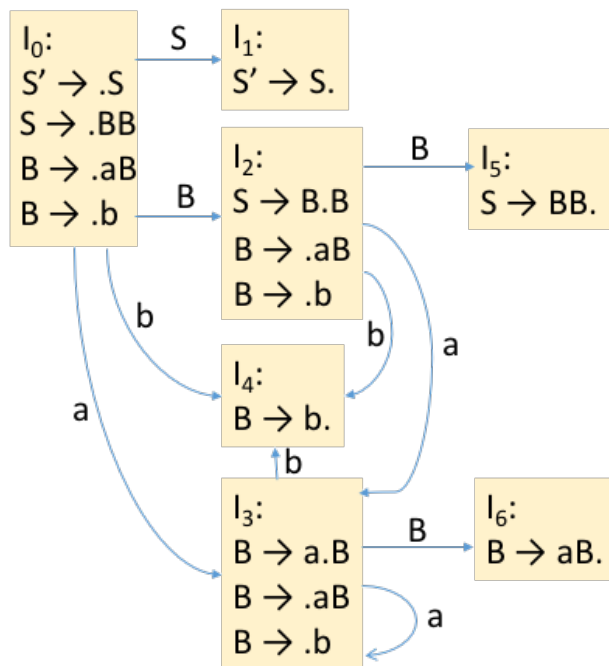 I₀:
S’ → .S
S → .BB
B → .aB
B → .b
S
I₁:
S’ → S.
B
I₂:
S → B.B
B → .aB
B → .b
B
I₅:
S → BB.
b
a
b
a
I₄:
B → b.
b
I₃:
B → a.B
B → .aB
B → .b
B
I₆:
B → aB.
a